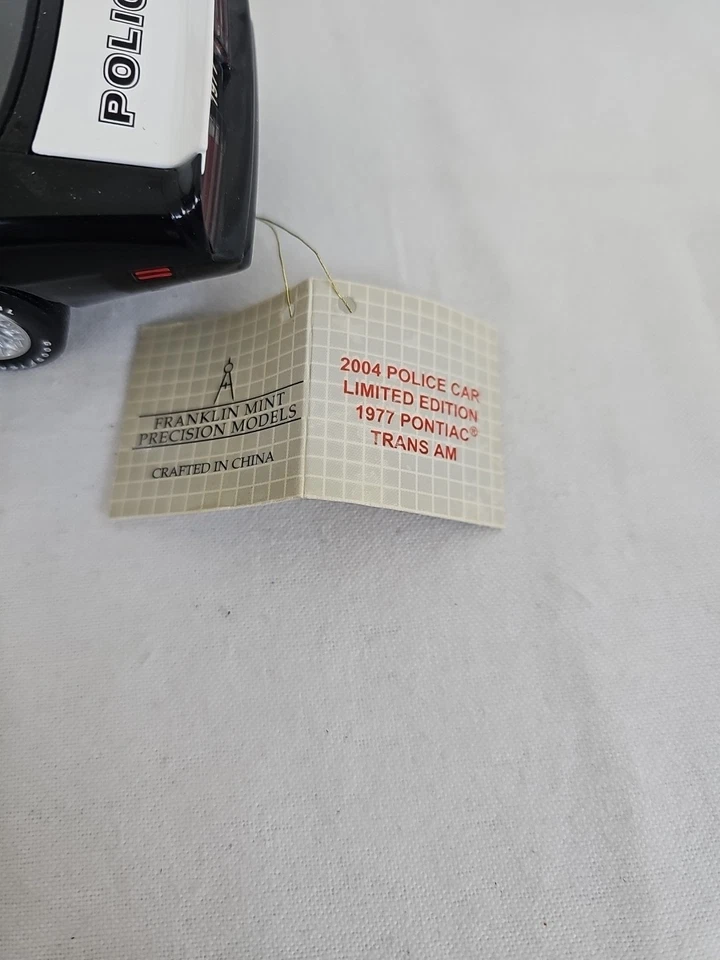 POLIC
FRANKLIN MINT
PRECISION MODELS
CRAFTED IN CHINA
2004 POLICE CAR
LIMITED EDITION
1977 PONTIAC®
TRANS AM